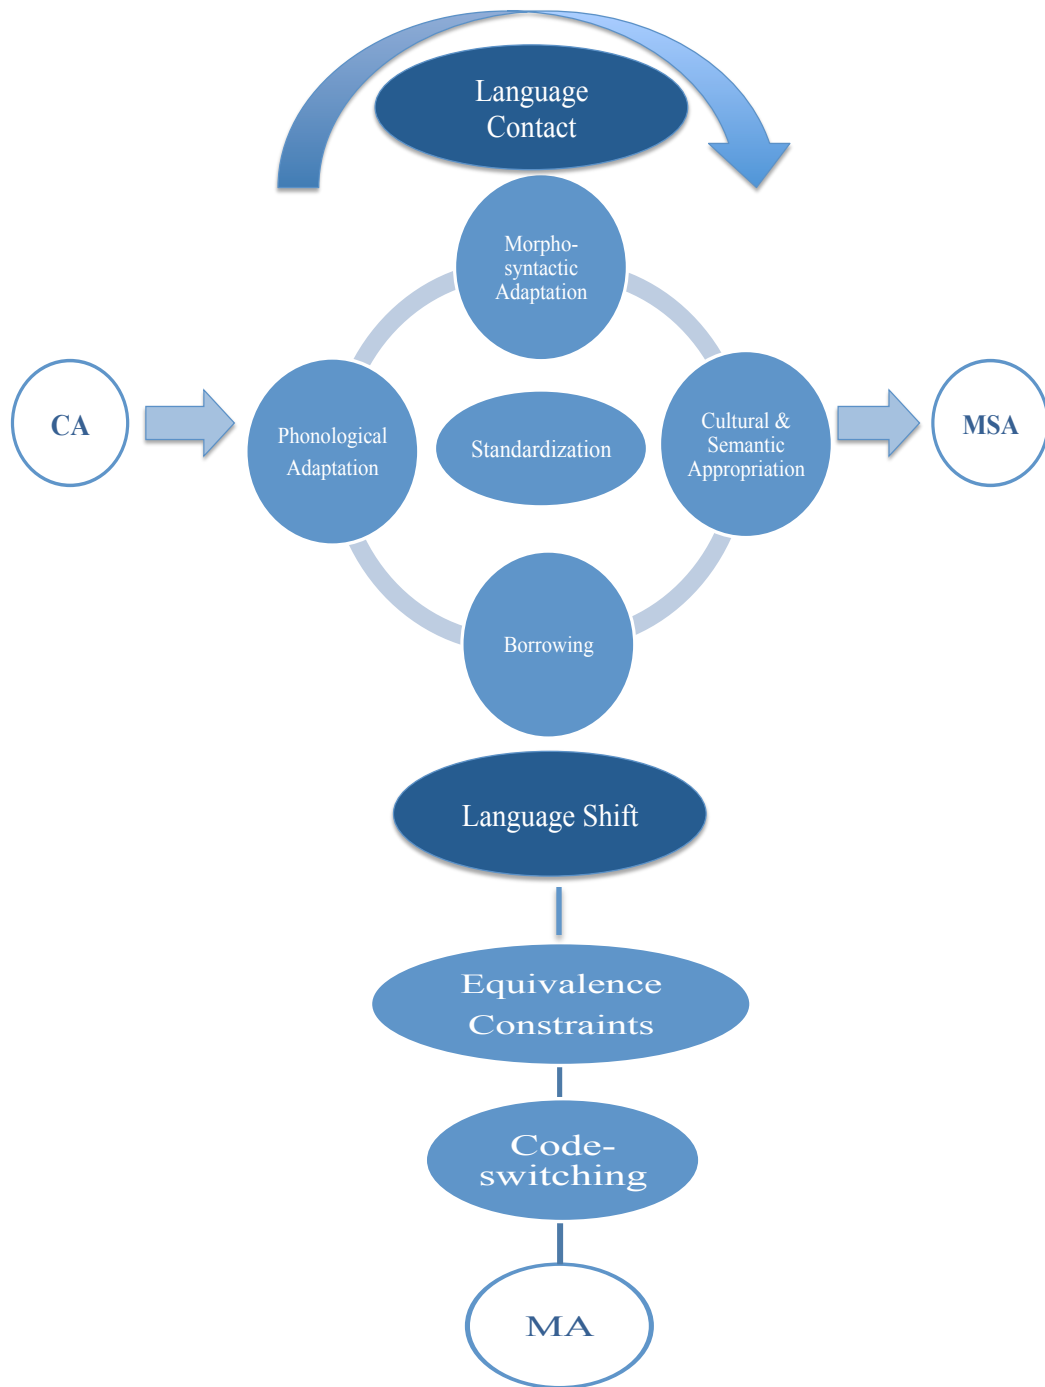 Language
Contact
Morpho-
syntactic
Adaptation
CA
Phonological
Adaptation
Standardization
Cultural &
Semantic
Appropriation
MSA
Borrowing
Language Shift
Equivalence
Constraints
Code-
switching
MA